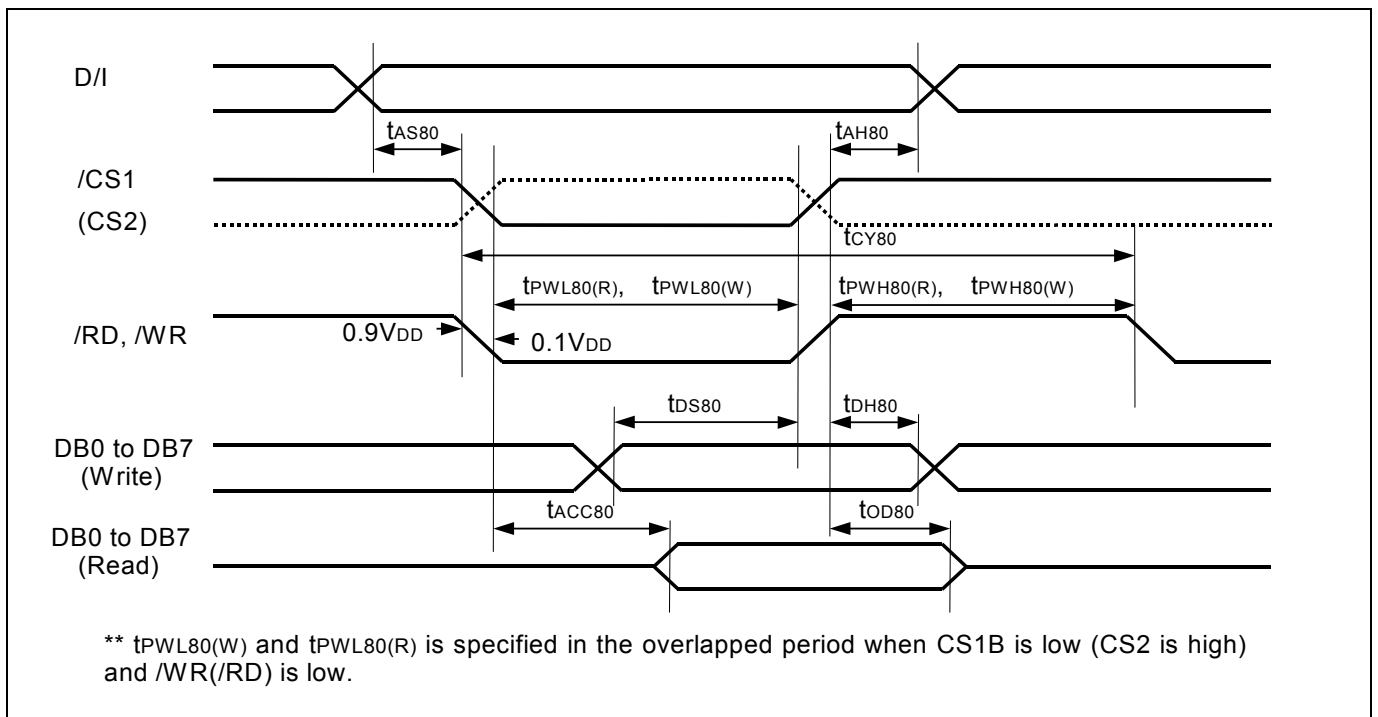 D/I
tAS80
tAH80
/CS1
(CS2)
tCY80
tPWL80(R), tPWL80(W)
tPWH80(R), tPWH80(W)
/RD, /WR
0.9VDD
0.1VDD
tDS80
tDH80
DB0 to DB7
(Write)
tACC80
tOD80
DB0 to DB7
(Read)
** tPWL80(W) and tPWL80(R) is specified in the overlapped period when CS1B is low (CS2 is high)
and /WR(/RD) is low.